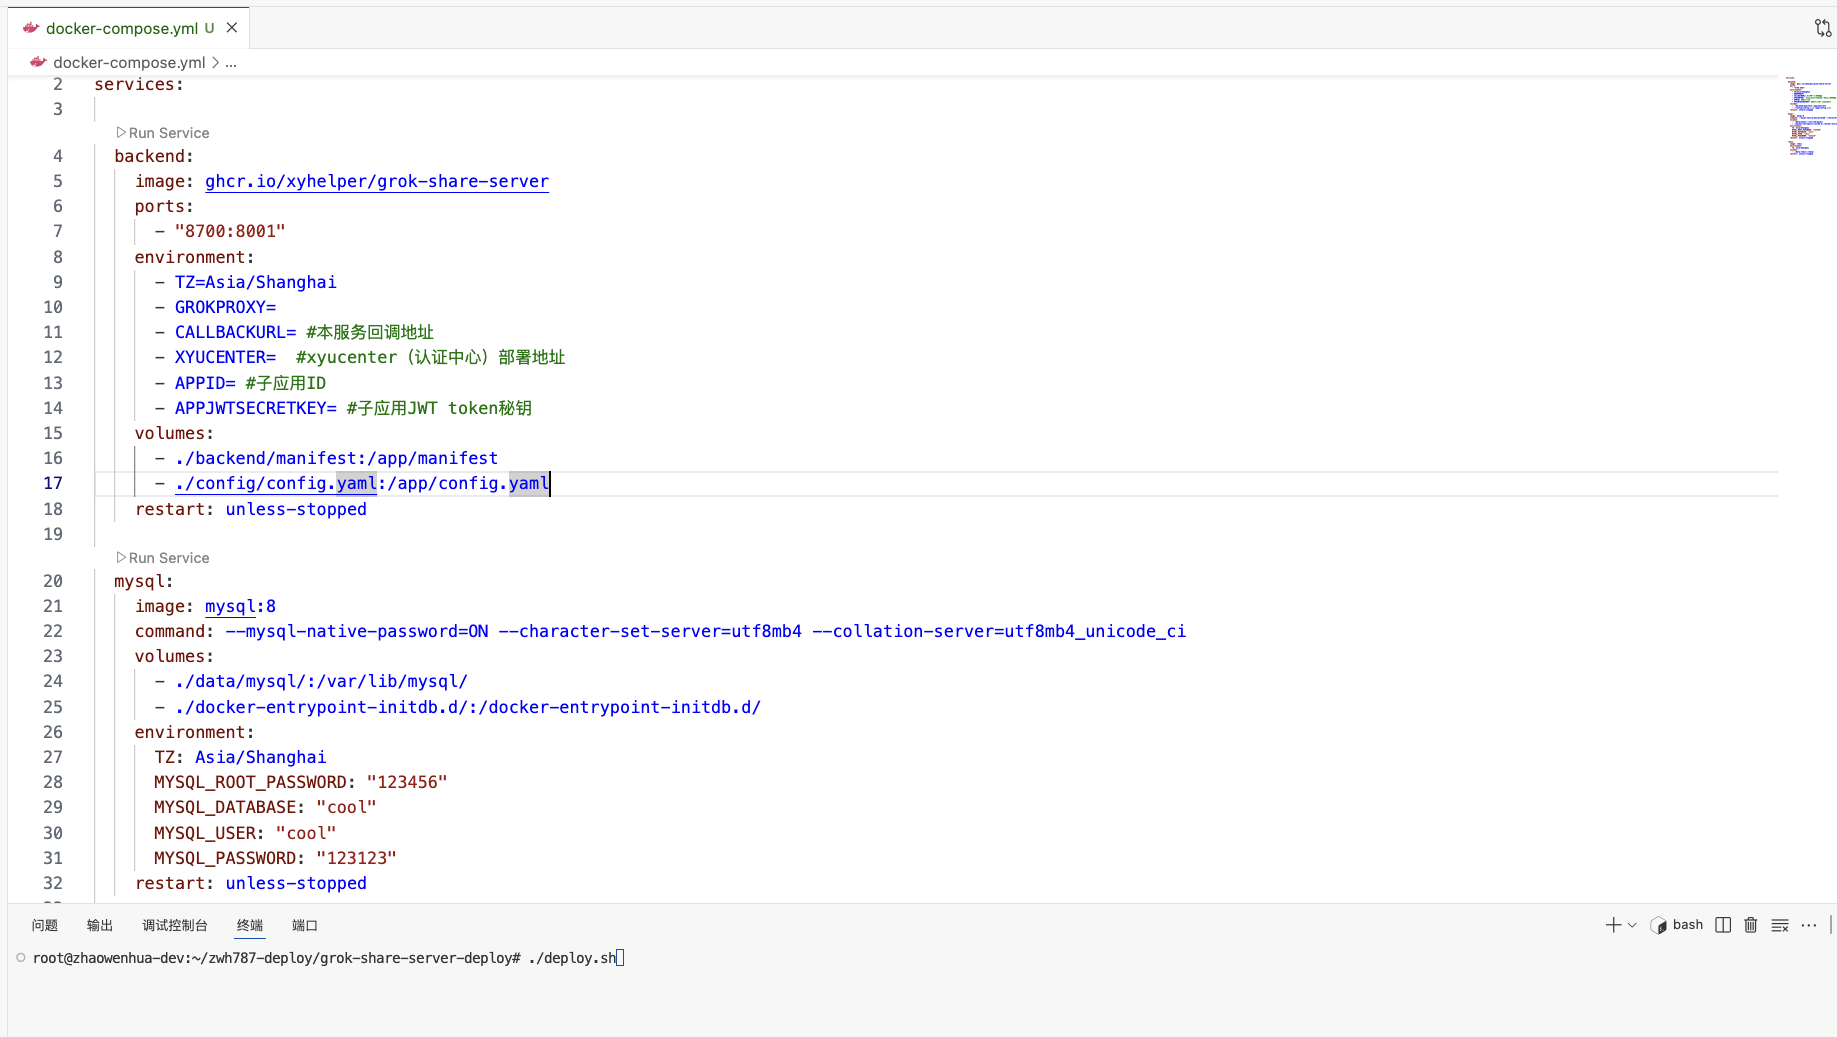 docker-compose.yml U
docker-compose.yml > ...
2 services:
3
Run Service
4 backend:
5 image: ghcr.io/xyhelper/grok-share-server
6 ports:
7 - "8700:8001"
8 environment:
9 - TZ=Asia/Shanghai
10 - GROKPROXY=
11 - CALLBACKURL= #本服务回调地址
12 - XYUCENTER=  #xyucenter（认证中心）部署地址
13 - APPID= #子应用ID
14 - APPJWTSECRETKEY= #子应用JWT token秘钥
15 volumes:
16 - ./backend/manifest:/app/manifest
17 - ./config/config.yaml:/app/config.yaml
18 restart: unless-stopped
19
Run Service
20 mysql:
21 image: mysql:8
22 command: --mysql-native-password=ON --character-set-server=utf8mb4 --collation-server=utf8mb4_unicode_ci
23 volumes:
24 - ./data/mysql/:/var/lib/mysql/
25 - ./docker-entrypoint-initdb.d/:/docker-entrypoint-initdb.d/
26 environment:
27 TZ: Asia/Shanghai
28 MYSQL_ROOT_PASSWORD: "123456"
29 MYSQL_DATABASE: "cool"
30 MYSQL_USER: "cool"
31 MYSQL_PASSWORD: "123123"
32 restart: unless-stopped
问题 输出 调试控制台 终端 端口
bash
root@zhaowenhua-dev:~/zwh787-deploy/grok-share-server-deploy# ./deploy.sh